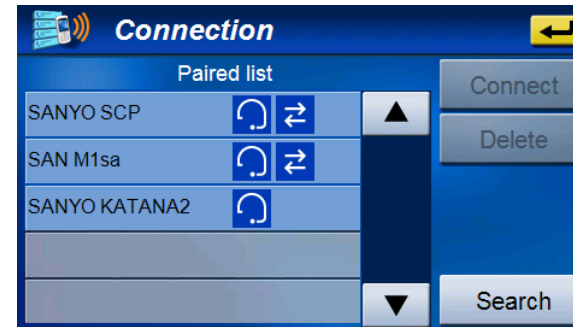 Connection
Paired list
Connect
SANYO SCP
Delete
SAN M1sa
SANYO KATANA2
Search